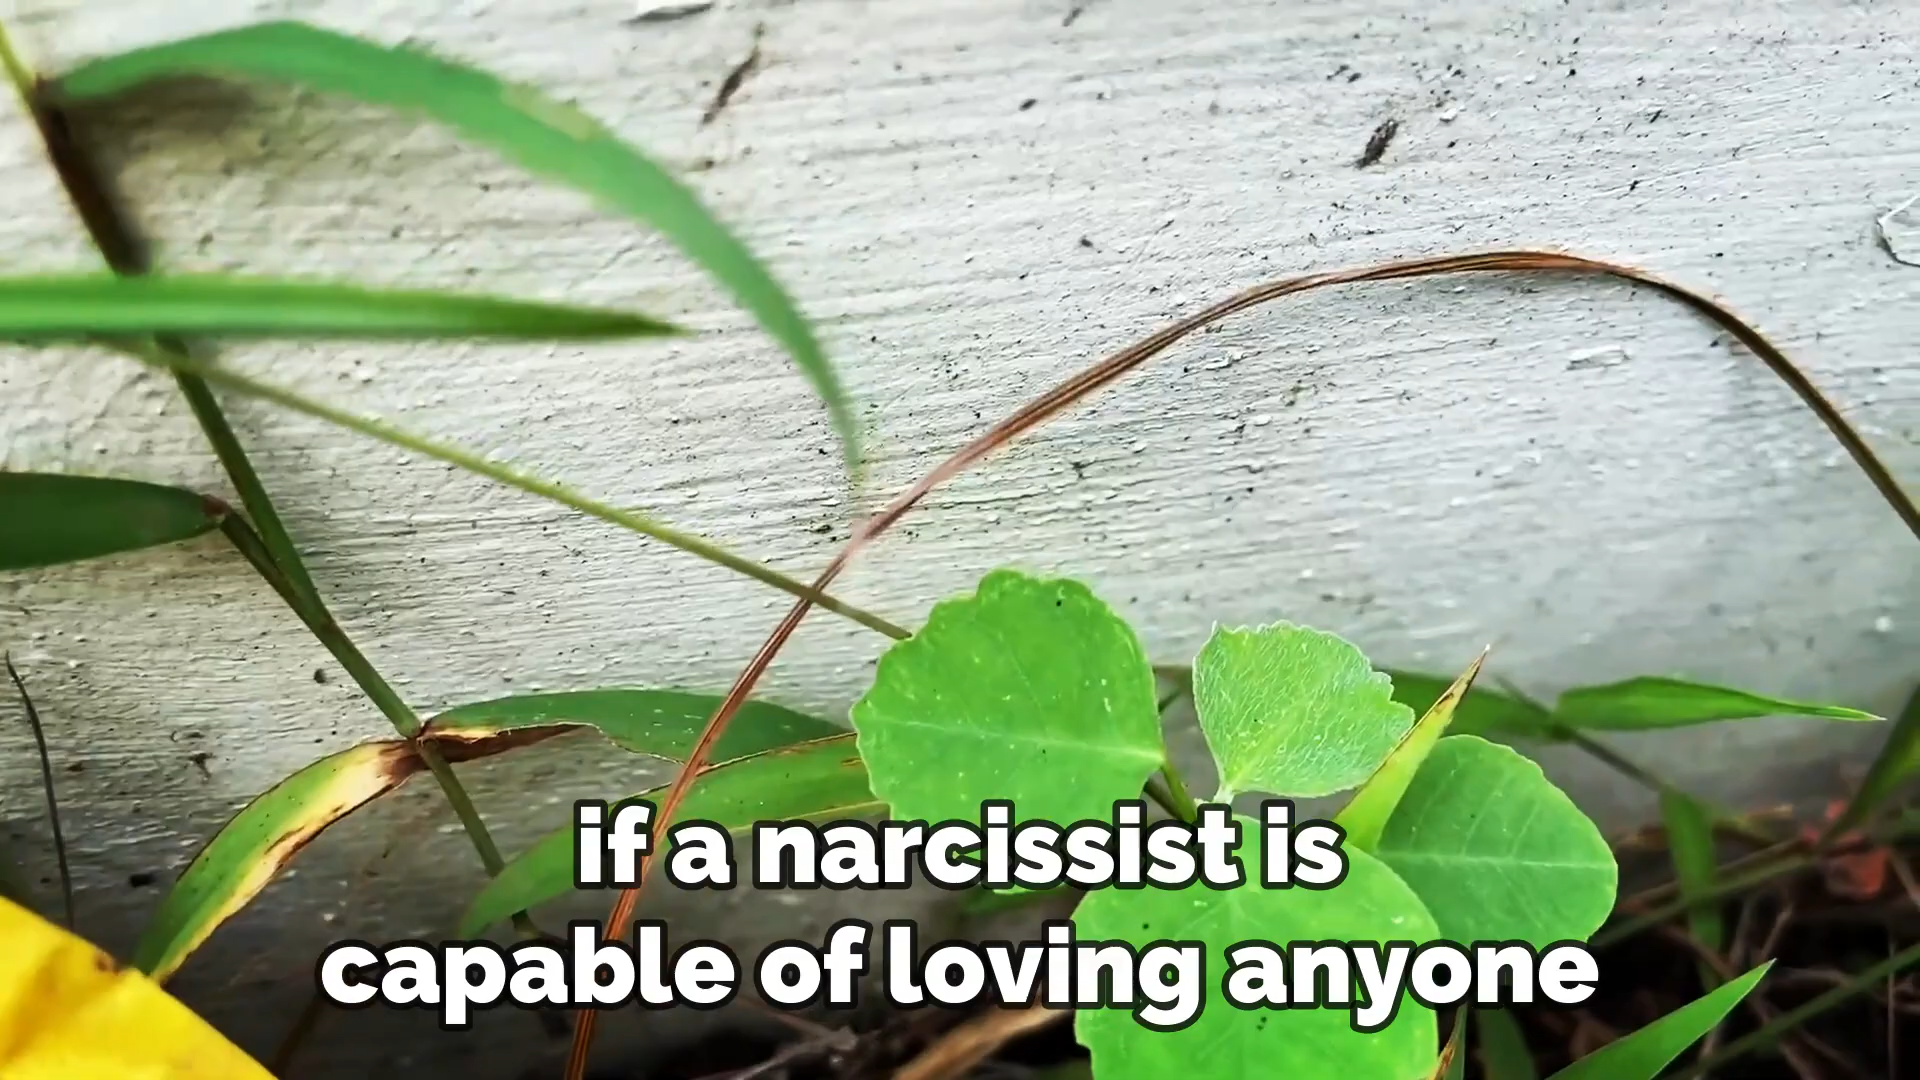 if a narcissist is
capable of loving anyone